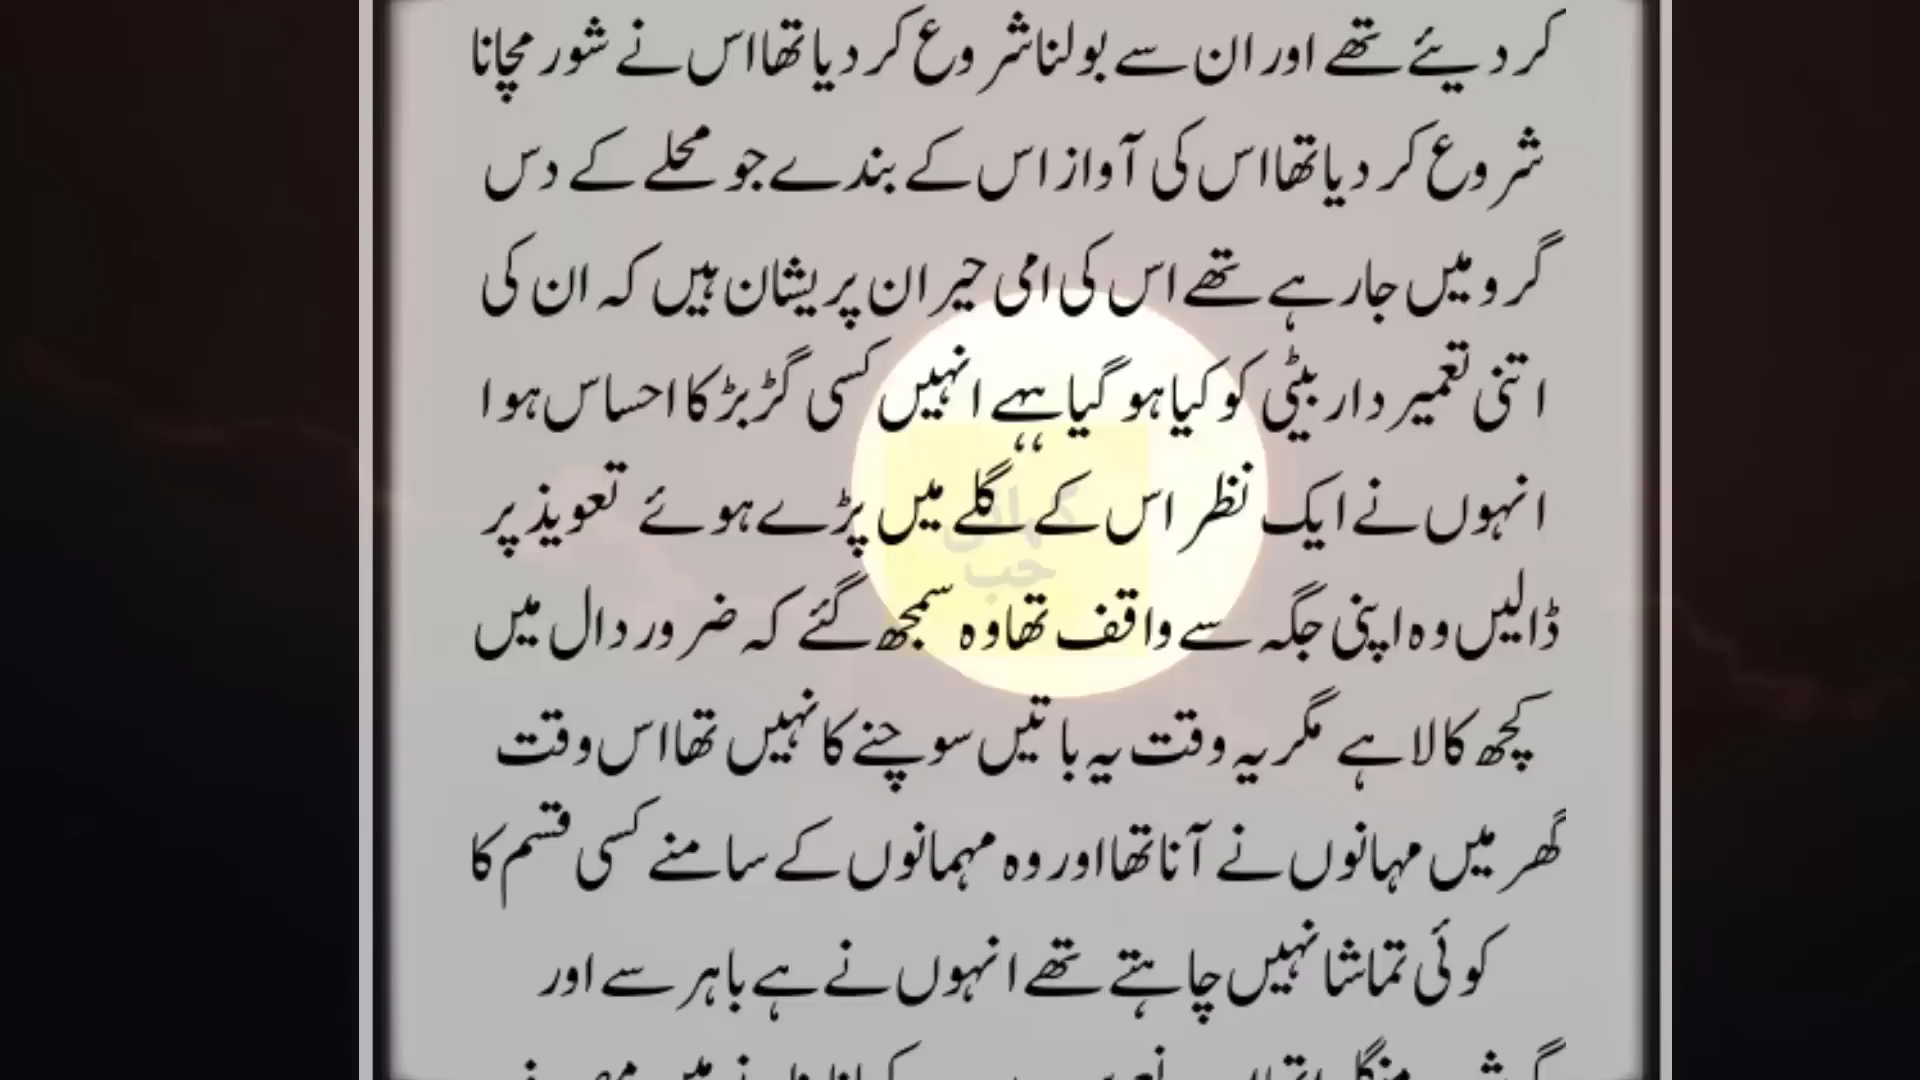 کر دیئے تھے اور ان سے بولنا شروع کر دیا تھا اس نے شور مچانا
شروع کر دیا تھا اس کی آواز اس کے بندے جو محلے کے دس
گرو میں جا رہے تھے اس کی امی حیران پریشان ہیں کہ ان کی
اتنی تعمیر دار بیٹی کو کیا ہو گیا ہے انہیں کسی گڑبڑ کا احساس ہوا
،،
انہوں نے ایک نظر اس کے گلے میں پڑے ہوئے تعویذ پر
ڈالیں وہ اپنی جگہ سے واقف تھا وہ سمجھ گئے کہ ضرور دال میں
کچھ کالا ہے مگر یہ وقت یہ باتیں سوچنے کا نہیں تھا اس وقت
گھر میں مہانوں نے آنا تھا اور وہ مہمانوں کے سامنے کسی قسم کا
کوئی تماشا نہیں چاہتے تھے انہوں نے ہے باہر سے اور